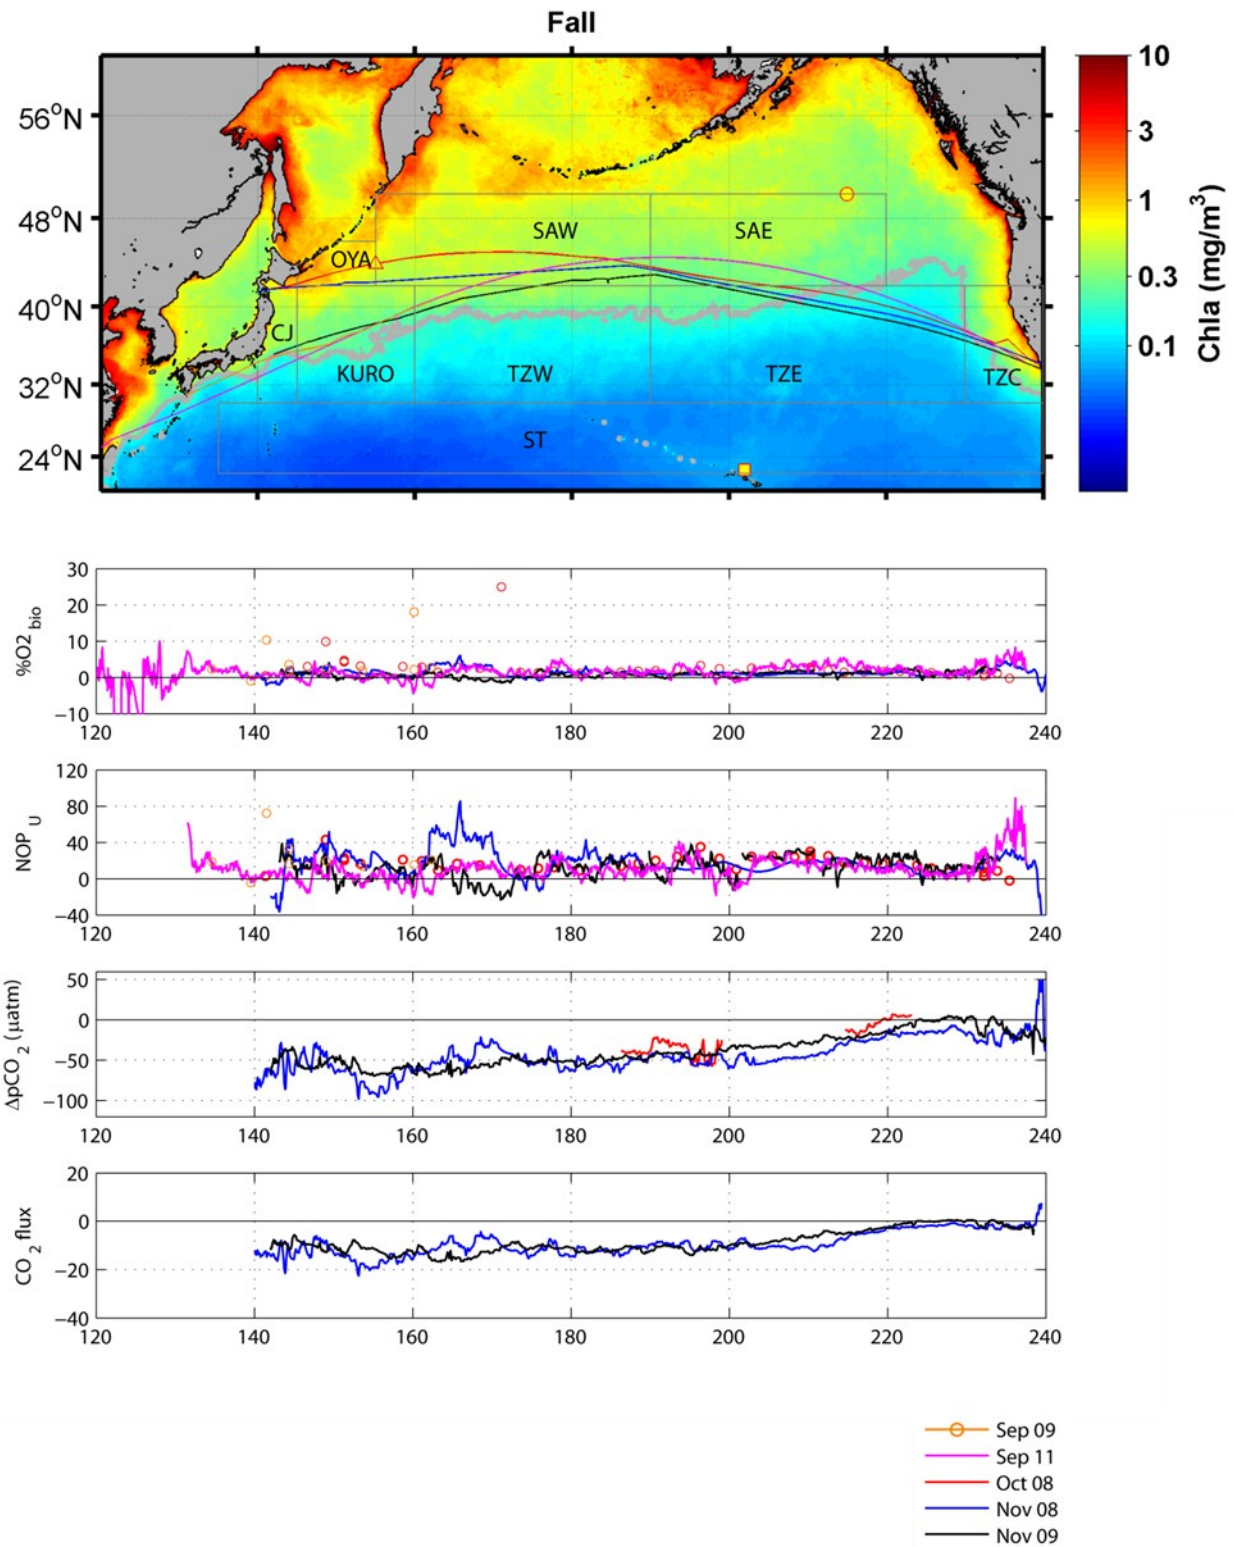 Fall
56°N
48°N
40°N
32°N
24°N
SAW
SAE
OYA
CJ
KURO
TZW
TZE
TZC
ST
10
3
1
0.3
0.1
Chla (mg/m³)
%O2 bio
30
20
10
0
−10
120 140 160 180 200 220 240
NOP U
120
80
40
0
−40
120 140 160 180 200 220 240
ΔpCO 2 (µatm)
50
0
−50
−100
120 140 160 180 200 220 240
CO 2 flux
20
0
−20
−40
120 140 160 180 200 220 240
Sep 09
Sep 11
Oct 08
Nov 08
Nov 09